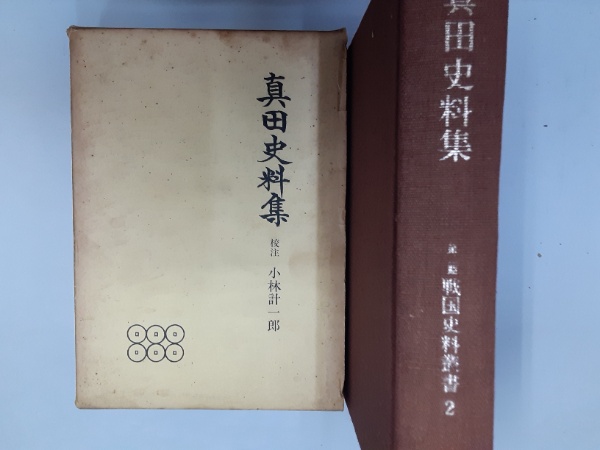 真田史料集
校注 小林計一郎
真田史料集
戦国史料叢書 2